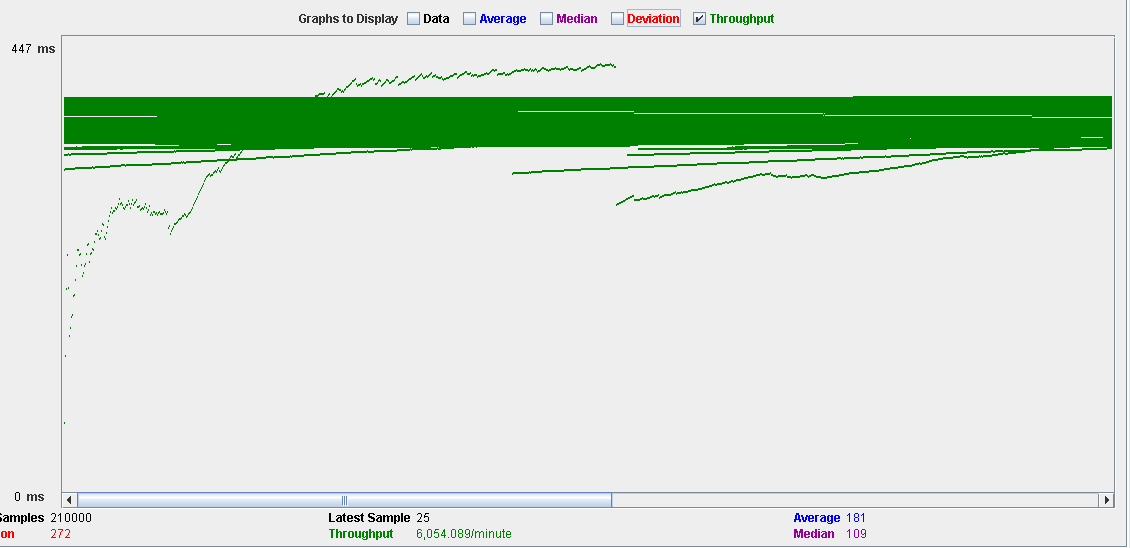 Graphs to Display Data Average Median Deviation Throughput
447 ms
0 ms
Samples 210000 Latest Sample 25 Average 181
on 272 Throughput 6,054.089/minute Median 109